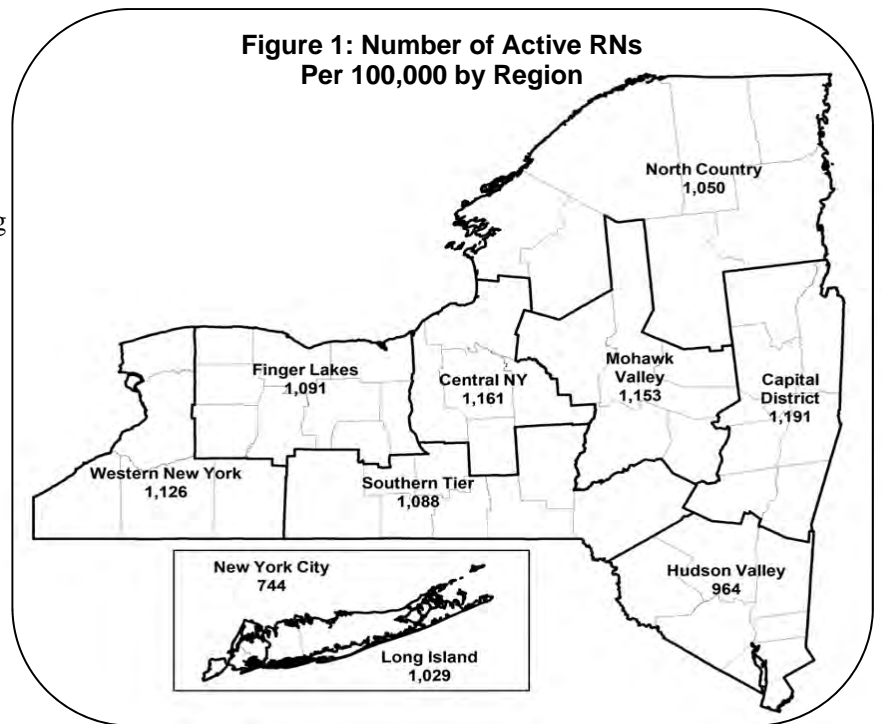 Figure 1: Number of Active RNs
Per 100,000 by Region
g
North Country
1,050
Finger Lakes
1,091
Central NY
1,161
Mohawk
Valley
1,153
Capital
District
1,191
Western New York
1,126
Southern Tier
1,088
Hudson Valley
964
New York City
744
Long Island
1,029